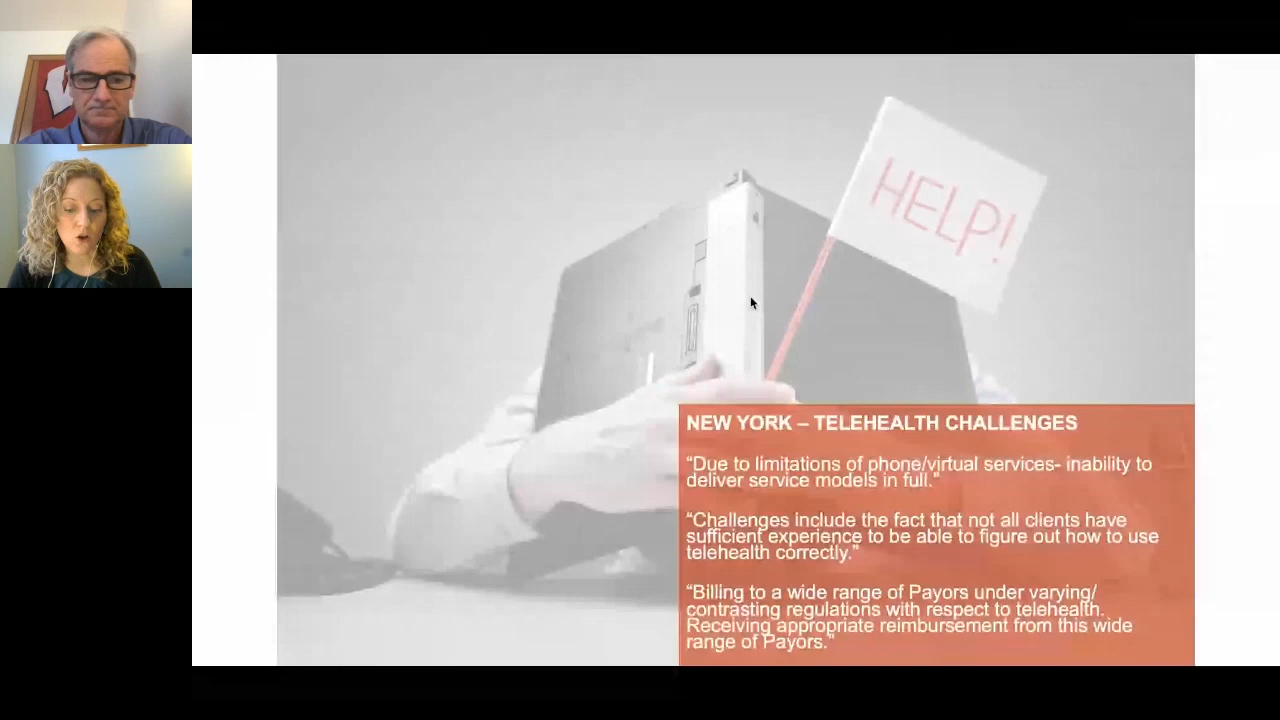 HELP!
NEW YORK – TELEHEALTH CHALLENGES
“Due to limitations of phone/virtual services- inability to
deliver service models in full.”
“Challenges include the fact that not all clients have
sufficient experience to be able to figure out how to use
telehealth correctly.”
“Billing to a wide range of Payors under varying/
contrasting regulations with respect to telehealth.
Receiving appropriate reimbursement from this wide
range of Payors.”